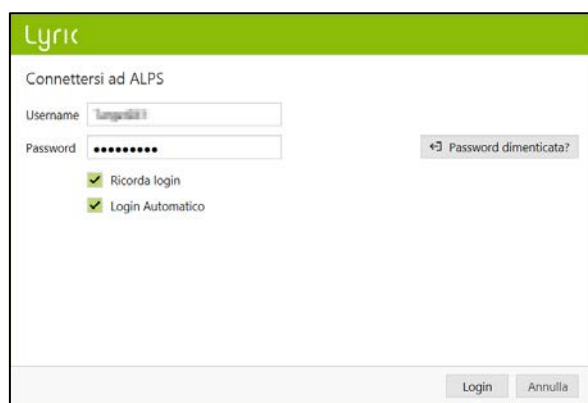 Lyric
Connettersi ad ALPS
Username
Password ●●●●●●●●● Password dimenticata?
Ricorda login
Login Automatico
Login Annulla